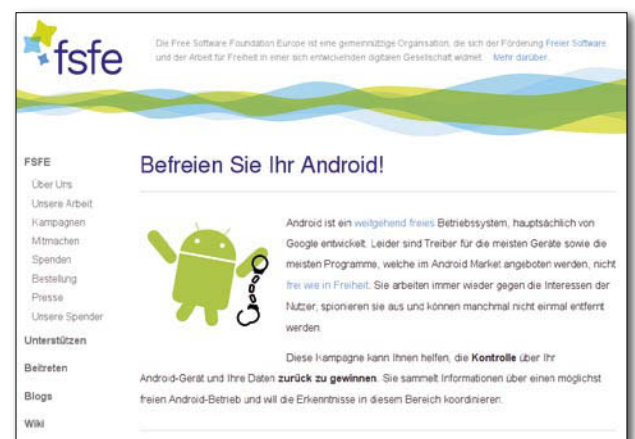 fsfe
Die Free Software Foundation Europe ist eine gemeinnützige Organisation, die sich der Förderung Freier Software
und der Arbeit für Freiheit in einer sich entwickenden digitalen Gesellschaft widmet. Mehr darüber.
Befreien Sie Ihr Android!
FSFE
Über Uns
Unsere Arbeit
Kampagnen
Mitmachen
Spenden
Bestellung
Presse
Unsere Spender
Unterstützen
Beitreten
Blogs
Wiki
Android ist ein weitgehend freies Betriebssystem, hauptsächlich von
Google entwickelt. Leider sind Treiber für die meisten Geräte sowie die
meisten Programme, welche im Android Market angeboten werden, nicht
frei wie in Freiheit. Sie arbeiten immer wieder gegen die Interessen der
Nutzer, spionieren sie aus und können manchmal nicht einmal entfernt
werden.
Diese Kampagne kann Ihnen helfen, die Kontrolle über Ihr
Android-Gerät und Ihre Daten zurück zu gewinnen. Sie sammelt Informationen über einen möglichst
freien Android-Betrieb und will die Erkenntnisse in diesem Bereich koordinieren.